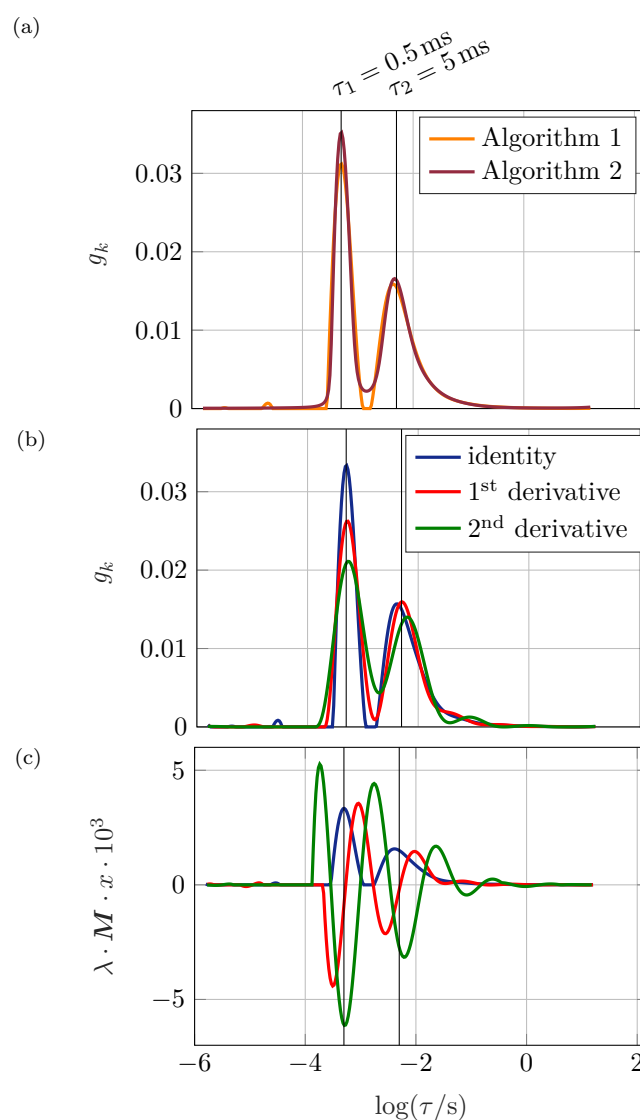 (a)
τ₁ = 0.5 ms
τ₂ = 5 ms
Algorithm 1
Algorithm 2
0.03
0.02
0.01
0
gₖ
(b)
identity
1ˢᵗ derivative
2ⁿᵈ derivative
0.03
0.02
0.01
0
gₖ
(c)
5
0
−5
λ · M · x · 10³
−6
−4
−2
0
2
log(τ/s)